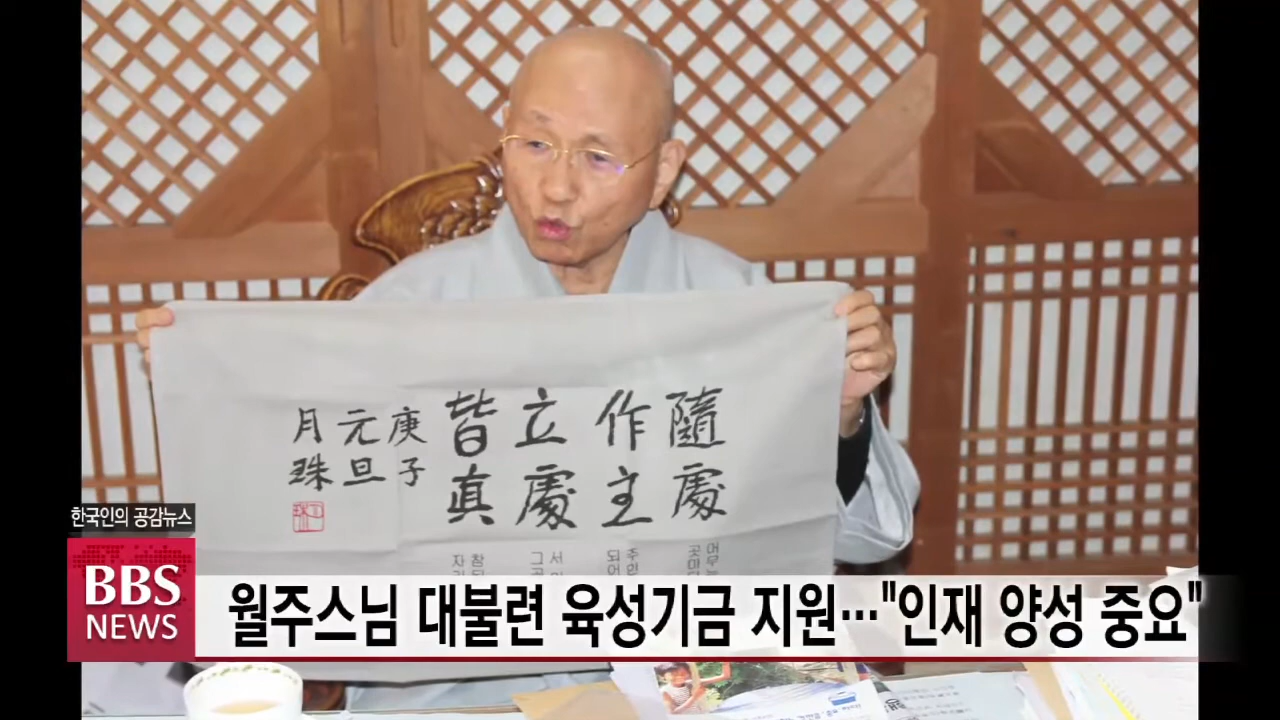 隨處
作主
立處
皆眞
庚子
元旦
月珠
한국인의 공감뉴스
BBS
NEWS
월주스님 대불련 육성기금 지원…"인재 양성 중요"